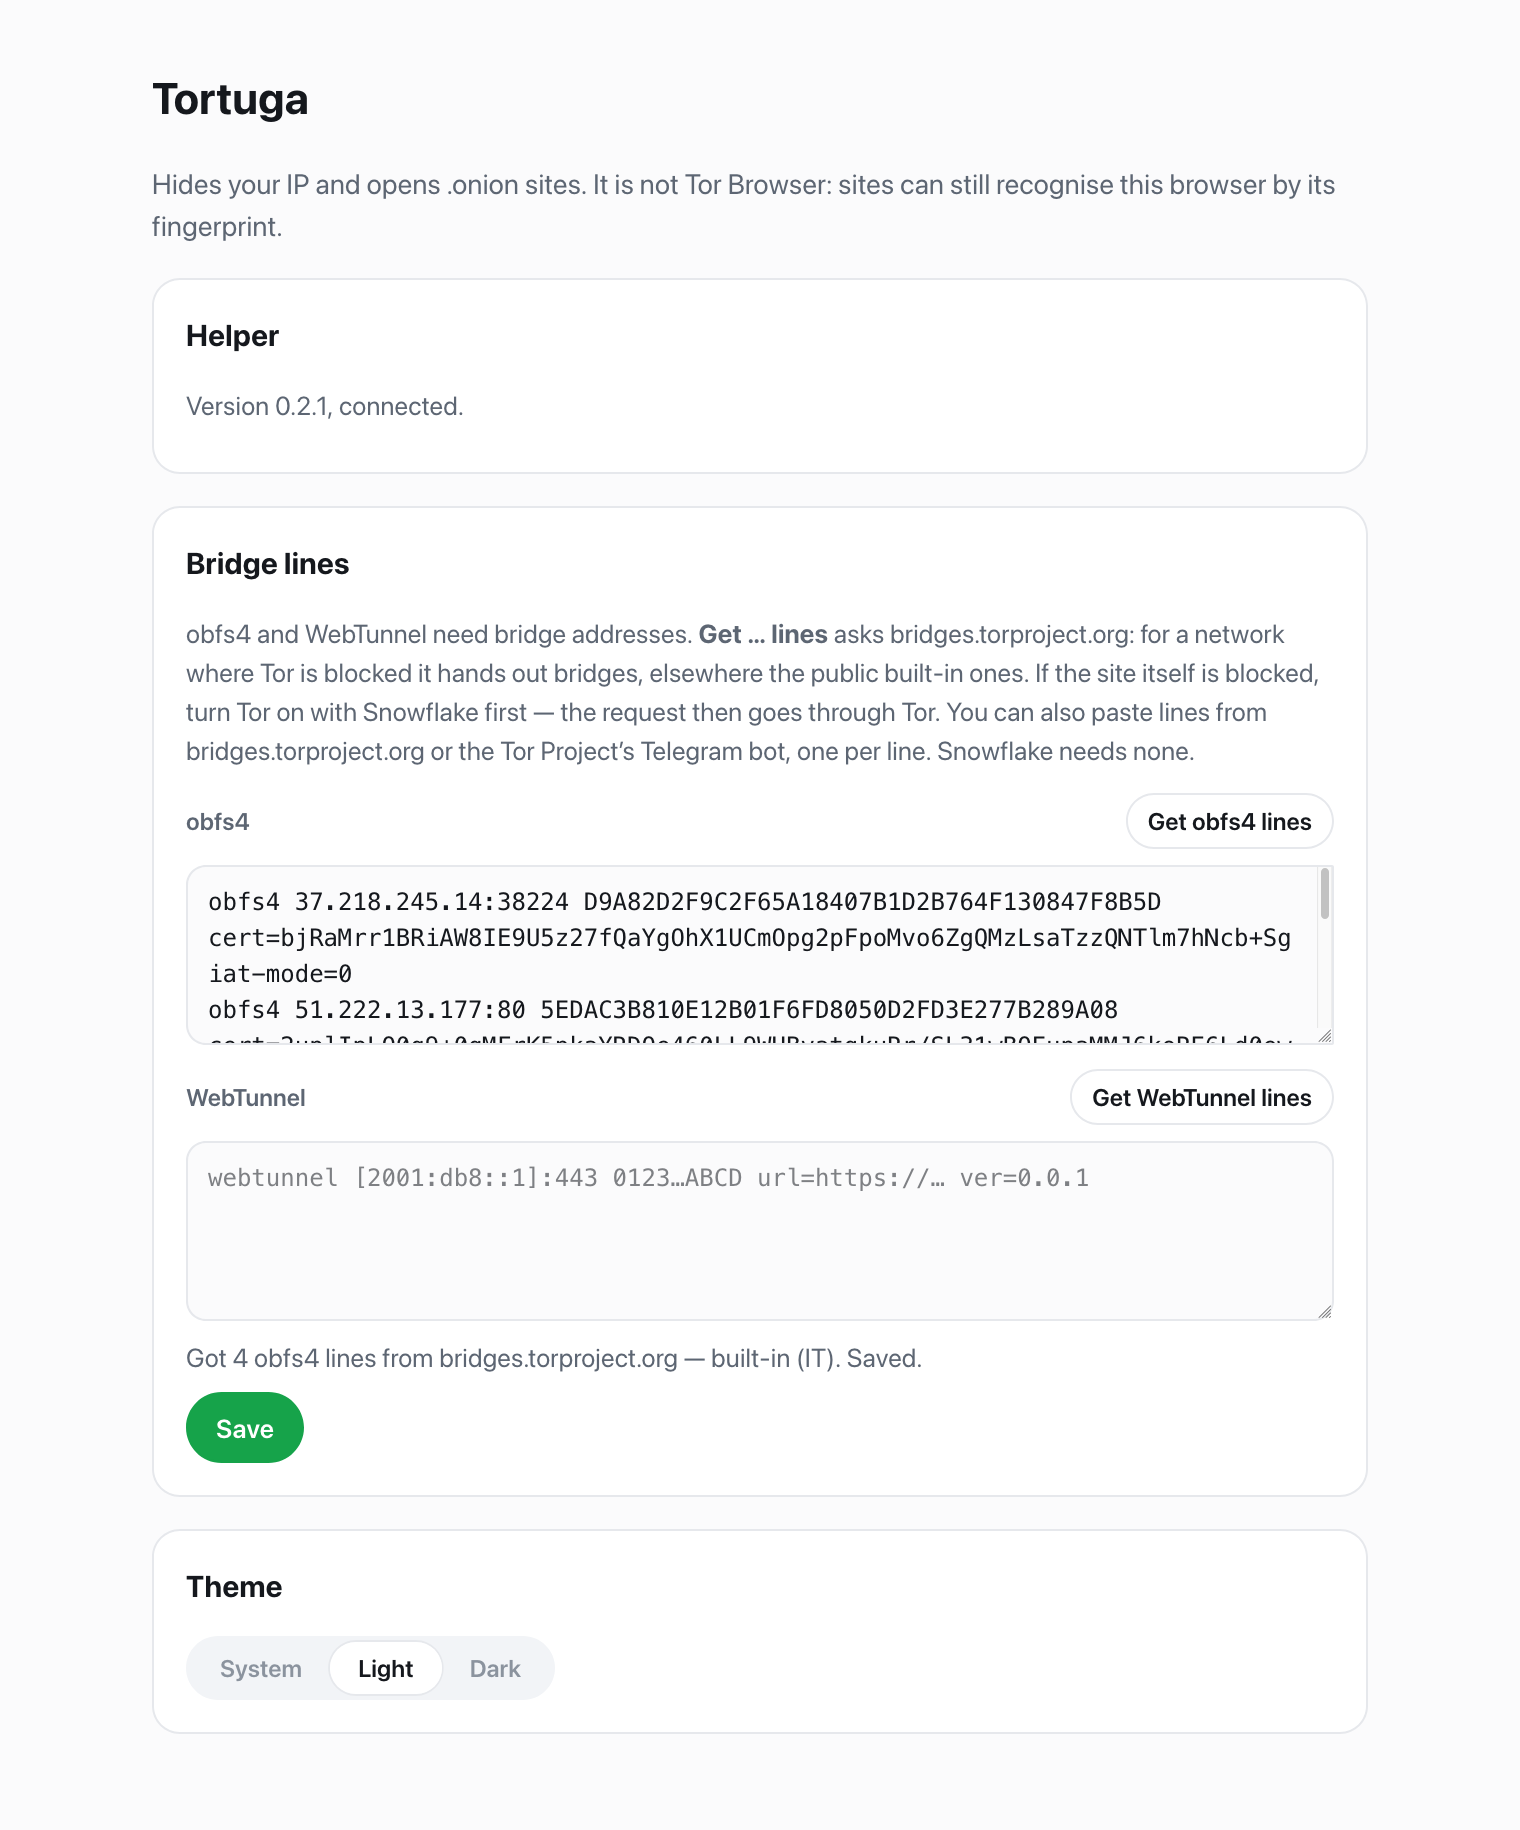 Tortuga
Hides your IP and opens .onion sites. It is not Tor Browser: sites can still recognise this browser by its
fingerprint.
Helper
Version 0.2.1, connected.
Bridge lines
obfs4 and WebTunnel need bridge addresses. Get … lines asks bridges.torproject.org: for a network
where Tor is blocked it hands out bridges, elsewhere the public built-in ones. If the site itself is blocked,
turn Tor on with Snowflake first — the request then goes through Tor. You can also paste lines from
bridges.torproject.org or the Tor Project’s Telegram bot, one per line. Snowflake needs none.
obfs4
Get obfs4 lines
obfs4 37.218.245.14:38224 D9A82D2F9C2F65A18407B1D2B764F130847F8B5D
cert=bjRaMrr1BRiAW8IE9U5z27fQaYgOhX1UCmOpg2pFpoMvo6ZgQMzLsaTzzQNTlm7hNcb+Sg
iat-mode=0
obfs4 51.222.13.177:80 5EDAC3B810E12B01F6FD8050D2FD3E277B289A08
WebTunnel
Get WebTunnel lines
webtunnel [2001:db8::1]:443 0123…ABCD url=https://… ver=0.0.1
Got 4 obfs4 lines from bridges.torproject.org — built-in (IT). Saved.
Save
Theme
System
Light
Dark